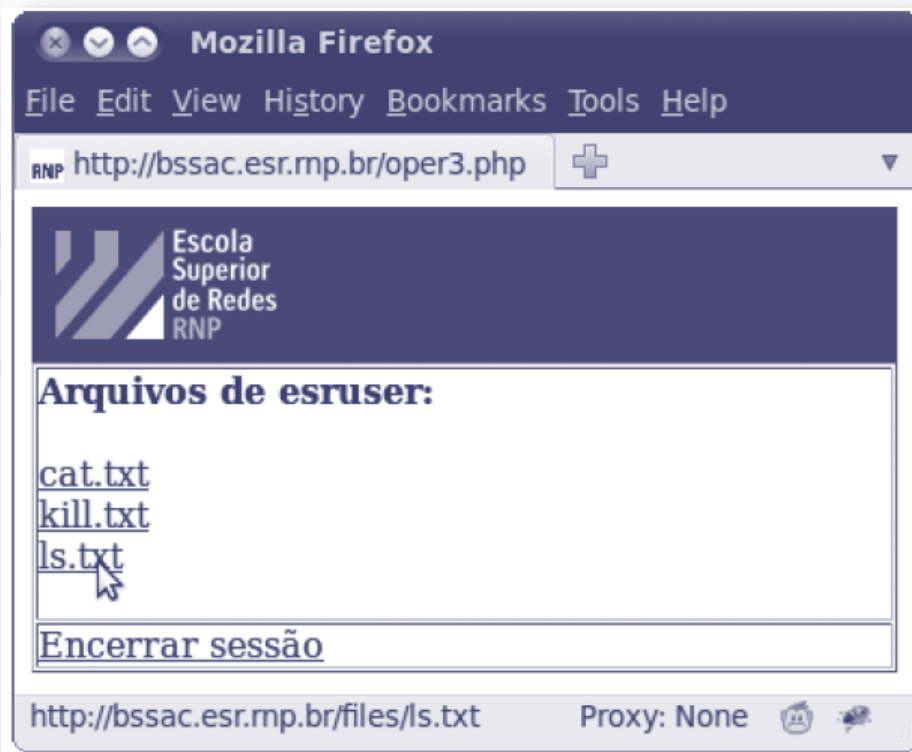 Mozilla Firefox
File Edit View History Bookmarks Tools Help
RNP http://bssac.esr.rnp.br/oper3.php
Escola
Superior
de Redes
RNP
Arquivos de esruser:
cat.txt
kill.txt
ls.txt
Encerrar sessão
http://bssac.esr.rnp.br/files/ls.txt Proxy: None